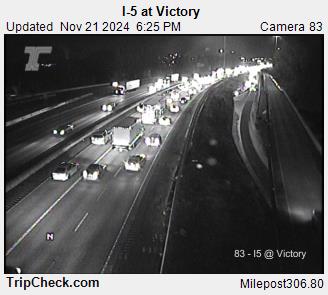 I-5 at Victory
Updated Nov 21 2024 6:25 PM Camera 83
T
N
83 - I5 @ Victory
TripCheck.com Milepost306.80